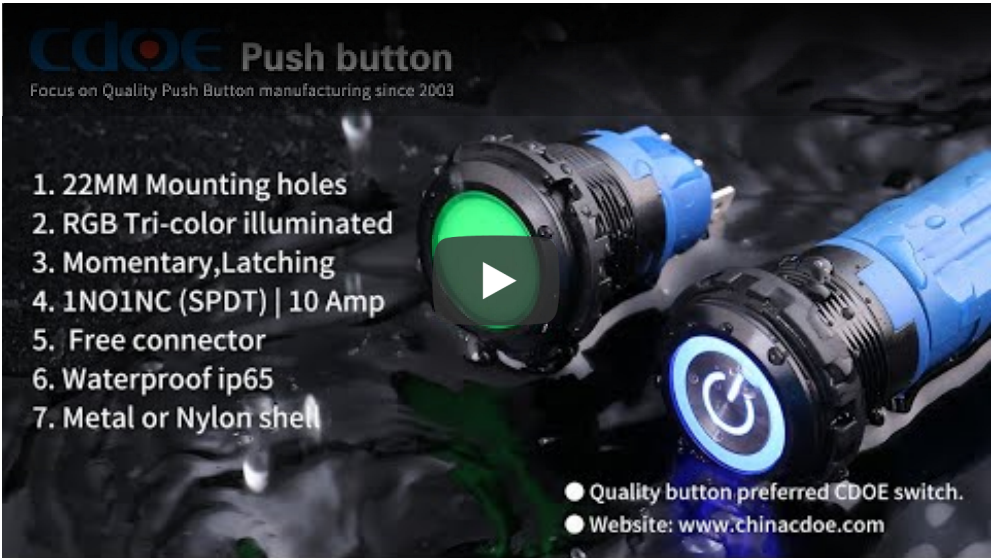 CDOE Push button
Focus on Quality Push Button manufacturing since 2003
1. 22MM Mounting holes
2. RGB Tri-color illuminated
3. Momentary,Latching
4. 1NO1NC (SPDT) | 10 Amp
5. Free connector
6. Waterproof ip65
7. Metal or Nylon shell
Quality button preferred CDOE switch.
Website: www.chinacdoe.com